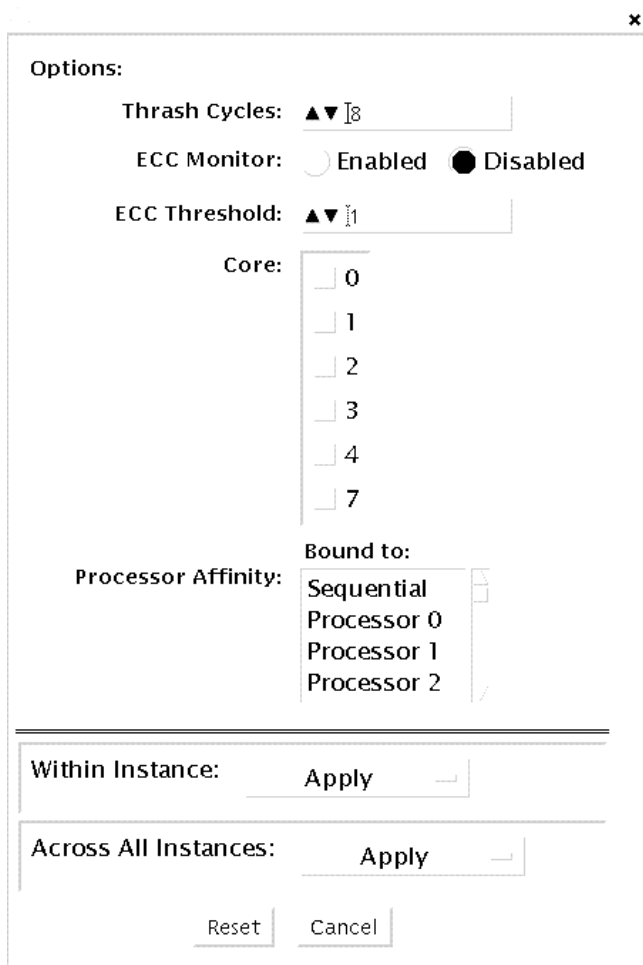 Options:
Thrash Cycles: ▲▼ 8
ECC Monitor: Enabled Disabled
ECC Threshold: ▲▼ 1
Core: 0
1
2
3
4
7
Bound to:
Processor Affinity: Sequential
Processor 0
Processor 1
Processor 2
Within Instance: Apply
Across All Instances: Apply
Reset Cancel